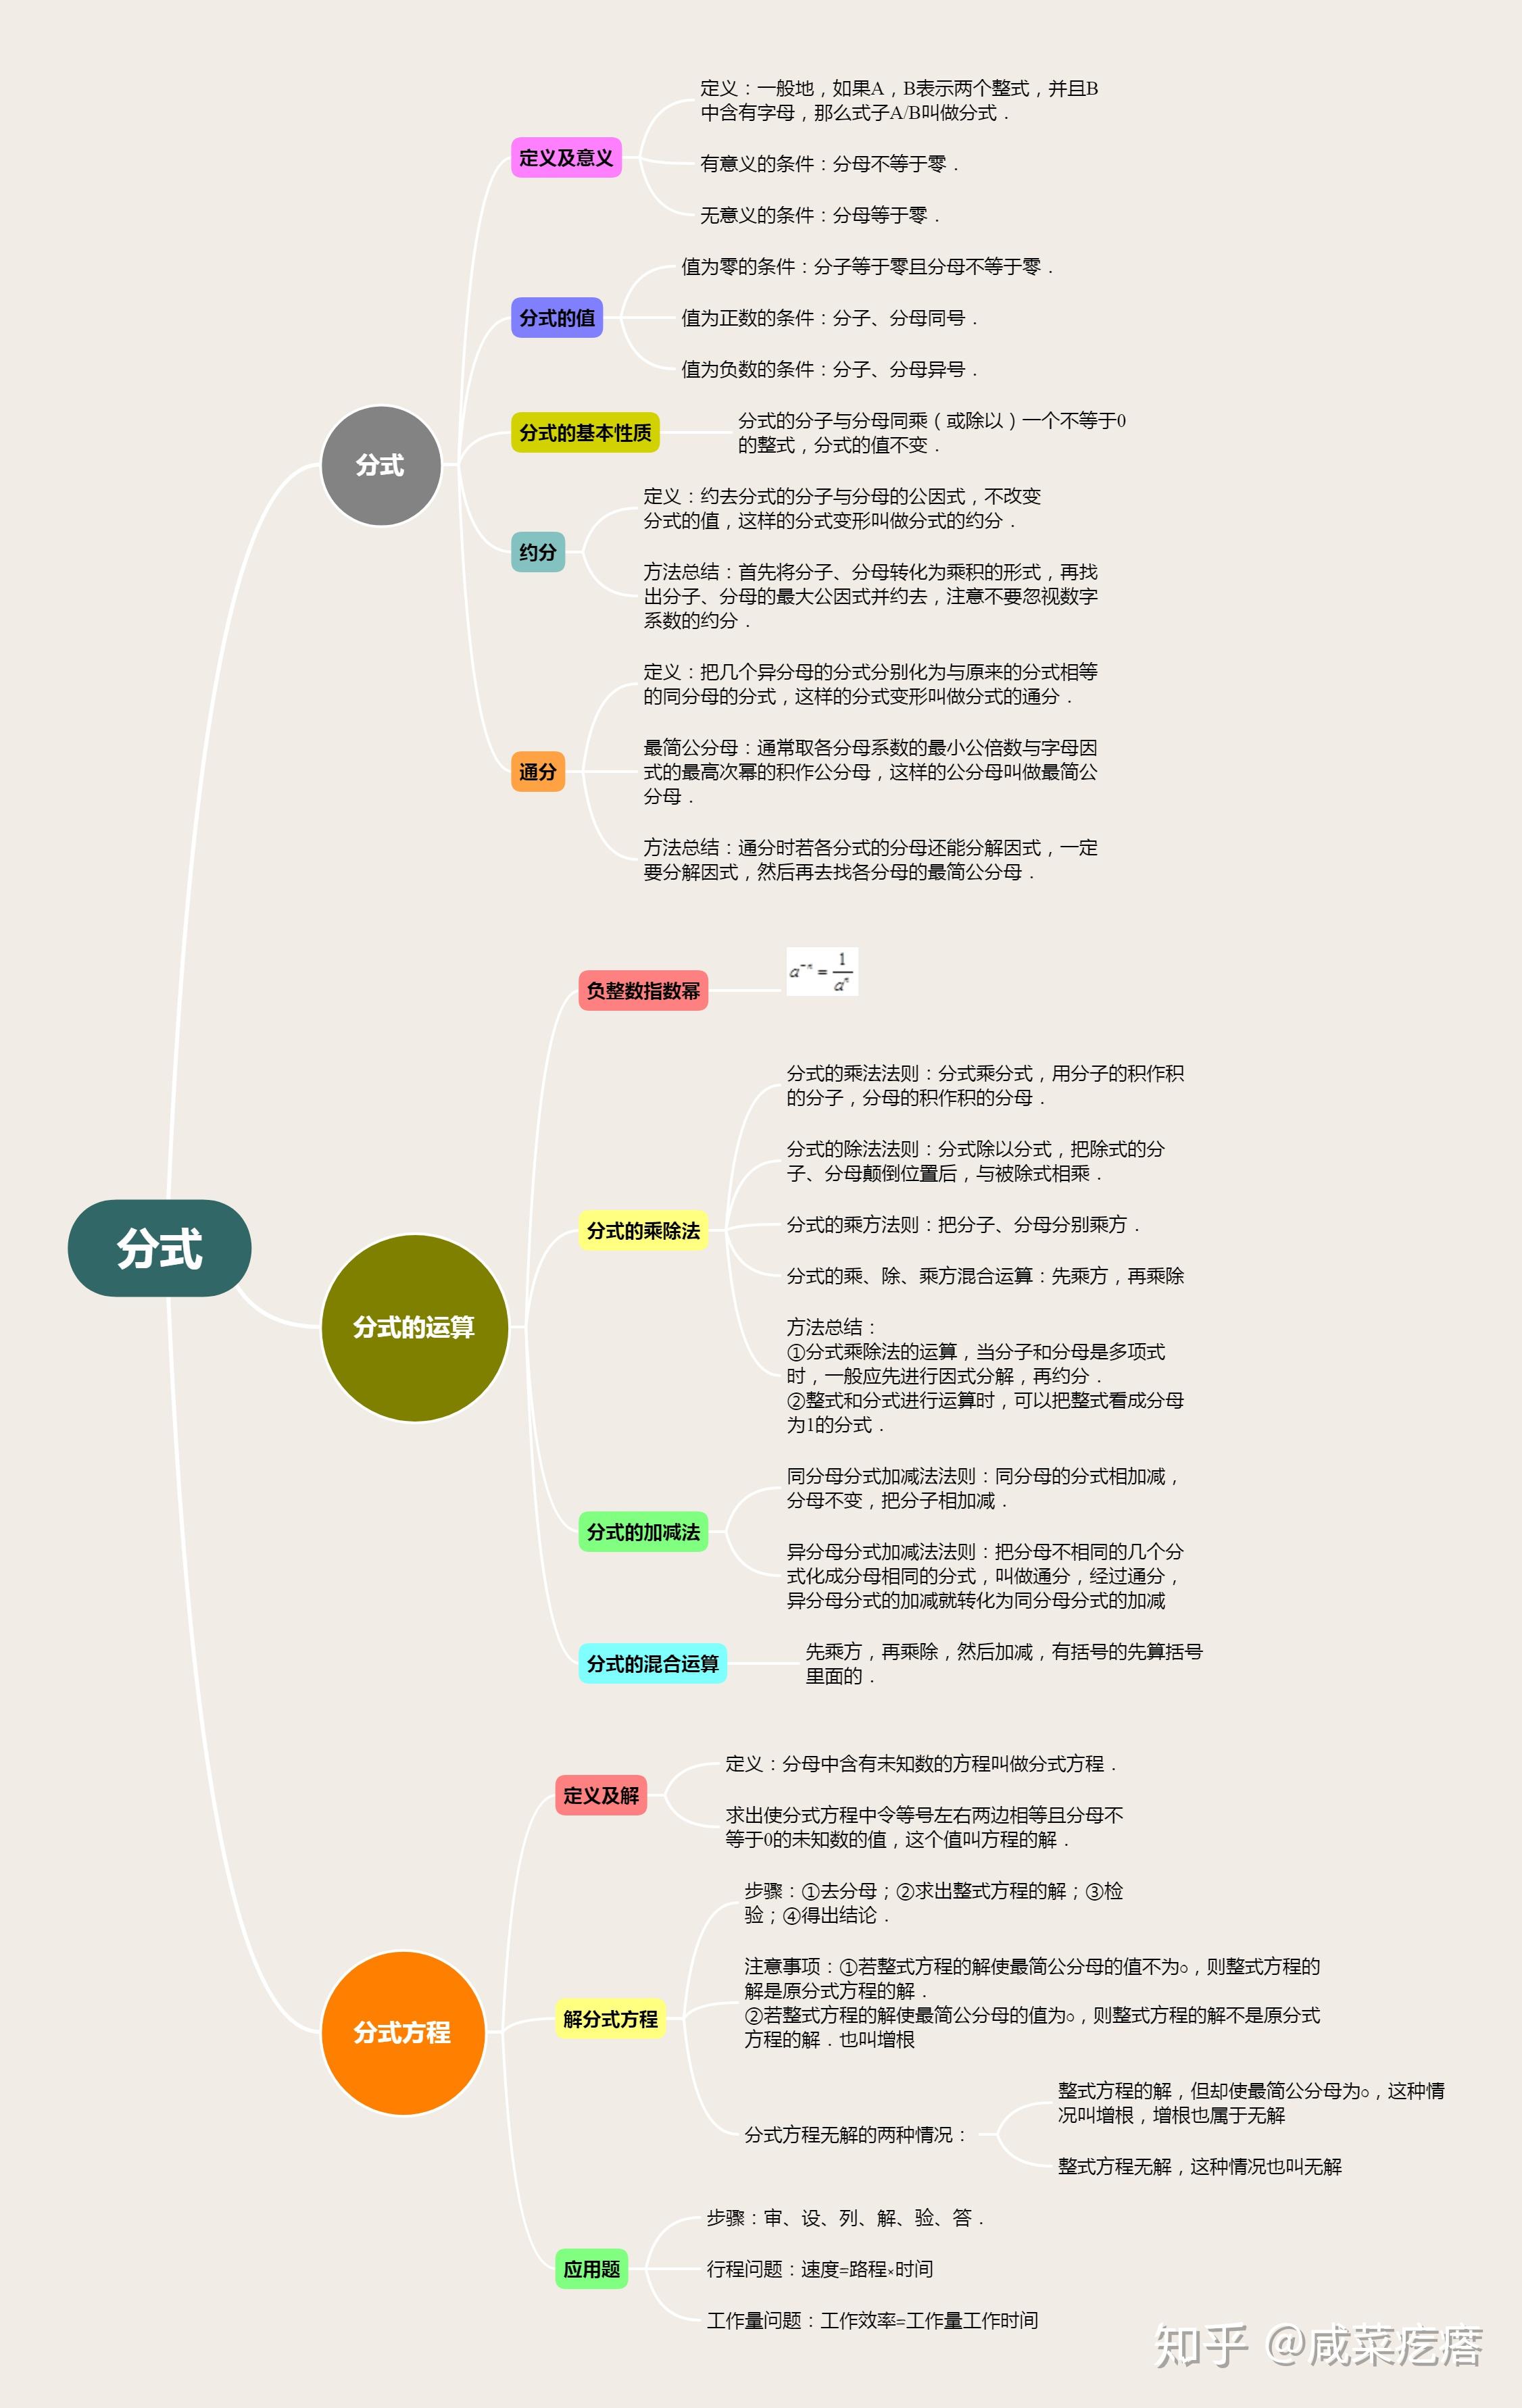 定义：一般地，如果A，B表示两个整式，并且B
中含有字母，那么式子A/B叫做分式．
定义及意义
有意义的条件：分母不等于零．
无意义的条件：分母等于零．
值为零的条件：分子等于零且分母不等于零．
分式的值
值为正数的条件：分子、分母同号．
值为负数的条件：分子、分母异号．
分式
分式的基本性质
分式的分子与分母同乘（或除以）一个不等于0
的整式，分式的值不变．
定义：约去分式的分子与分母的公因式，不改变
分式的值，这样的分式变形叫做分式的约分．
约分
方法总结：首先将分子、分母转化为乘积的形式，再找
出分子、分母的最大公因式并约去，注意不要忽视数字
系数的约分．
定义：把几个异分母的分式分别化为与原来的分式相等
的同分母的分式，这样的分式变形叫做分式的通分．
通分
最简公分母：通常取各分母系数的最小公倍数与字母因
式的最高次幂的积作公分母，这样的公分母叫做最简公
分母．
方法总结：通分时若各分式的分母还能分解因式，一定
要分解因式，然后再去找各分母的最简公分母．
负整数指数幂
a⁻ⁿ = 1/aⁿ
分式的乘法法则：分式乘分式，用分子的积作积
的分子，分母的积作积的分母．
分式的除法法则：分式除以分式，把除式的分
子、分母颠倒位置后，与被除式相乘．
分式的乘除法
分式的乘方法则：把分子、分母分别乘方．
分式的乘、除、乘方混合运算：先乘方，再乘除
分式
分式的运算
方法总结：
①分式乘除法的运算，当分子和分母是多项式
时，一般应先进行因式分解，再约分．
②整式和分式进行运算时，可以把整式看成分母
为1的分式．
同分母分式加减法法则：同分母的分式相加减，
分母不变，把分子相加减．
分式的加减法
异分母分式加减法法则：把分母不相同的几个分
式化成分母相同的分式，叫做通分，经过通分，
异分母分式的加减就转化为同分母分式的加减
分式的混合运算
先乘方，再乘除，然后加减，有括号的先算括号
里面的．
定义：分母中含有未知数的方程叫做分式方程．
定义及解
求出使分式方程中令等号左右两边相等且分母不
等于0的未知数的值，这个值叫方程的解．
步骤：①去分母；②求出整式方程的解；③检
验；④得出结论．
分式方程
解分式方程
注意事项：①若整式方程的解使最简公分母的值不为0，则整式方程的
解是原分式方程的解．
②若整式方程的解使最简公分母的值为0，则整式方程的解不是原分式
方程的解．也叫增根
分式方程无解的两种情况：
整式方程的解，但却使最简公分母为0，这种情
况叫增根，增根也属于无解
整式方程无解，这种情况也叫无解
步骤：审、设、列、解、验、答．
应用题
行程问题：速度=路程×时间
工作量问题：工作效率=工作量工作时间
知乎 @咸菜疙瘩